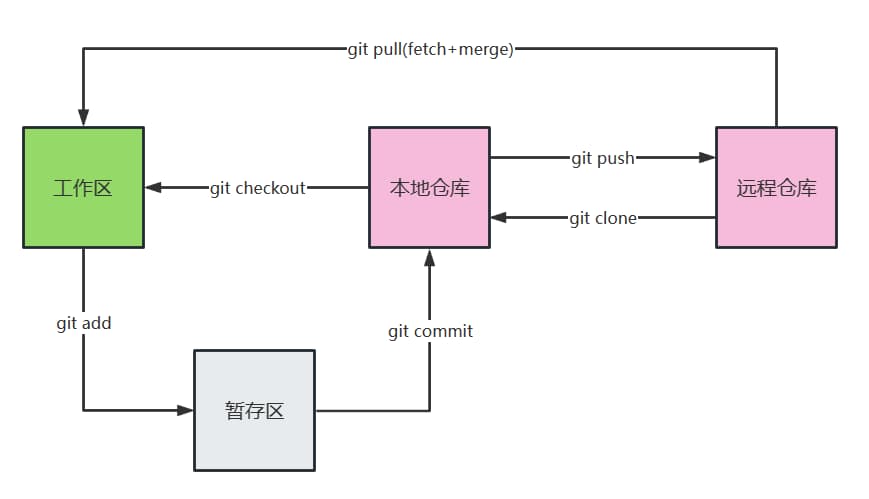 git pull(fetch+merge)
工作区
git checkout
本地仓库
git push
git clone
远程仓库
git add
git commit
暂存区